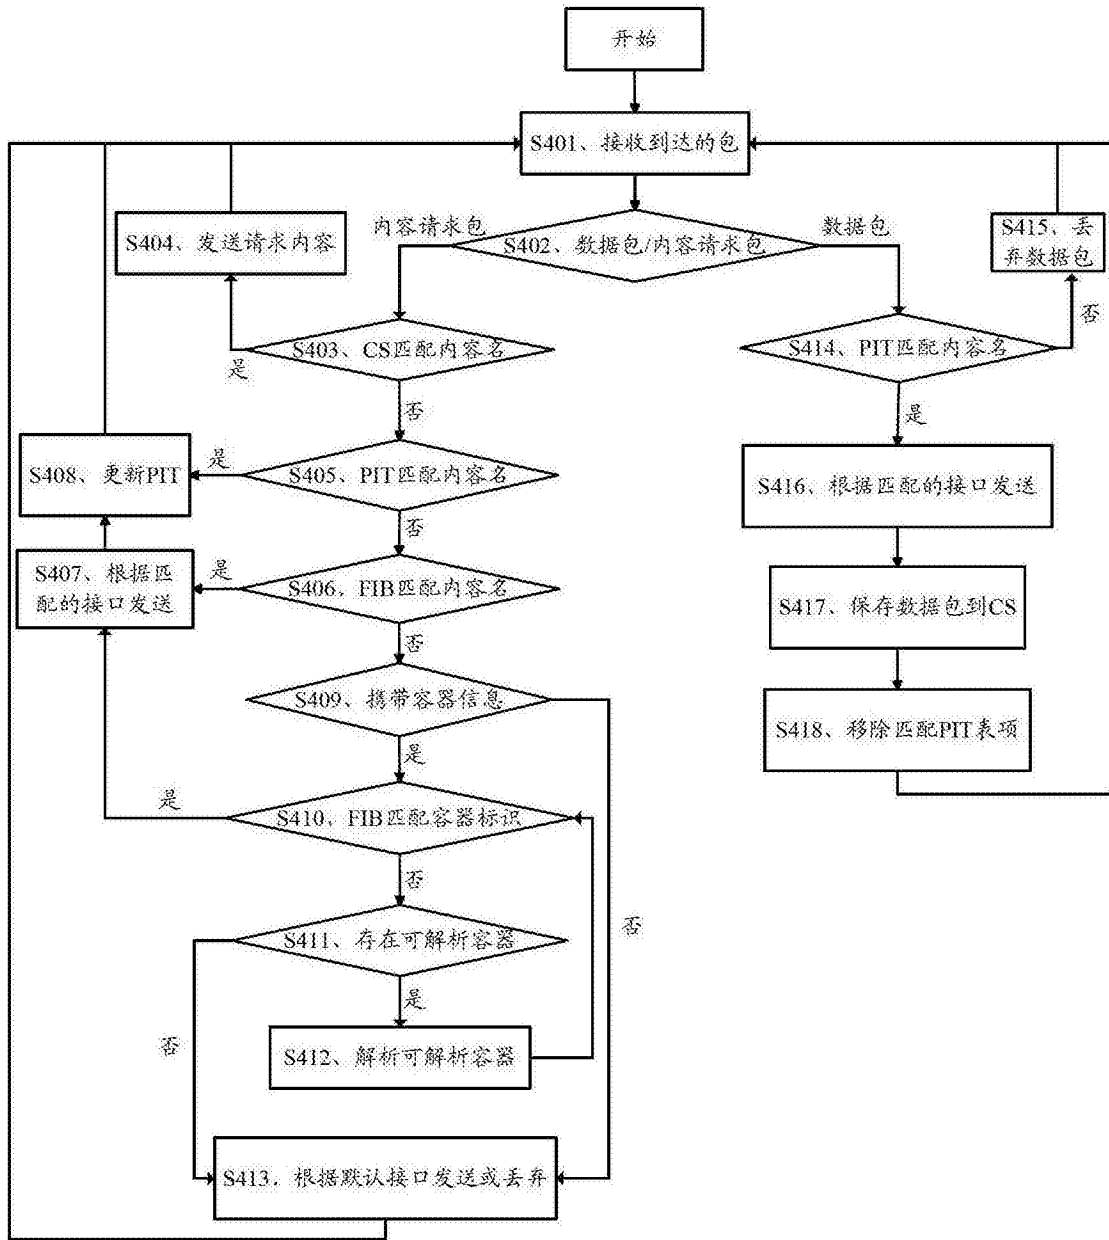 开始
S401、接收到达的包
内容请求包
S402、数据包/内容请求包
数据包
S404、发送请求内容
S415、丢
弃数据包
否
S403、CS匹配内容名
是
S414、PIT匹配内容名
否
是
S408、更新PIT
是
S405、PIT匹配内容名
S416、根据匹配的接口发送
否
S407、根据匹
配的接口发送
是
S406、FIB匹配内容名
S417、保存数据包到CS
否
S409、携带容器信息
S418、移除匹配PIT表项
是
是
S410、FIB匹配容器标识
否
否
S411、存在可解析容器
是
否
S412、解析可解析容器
S413、根据默认接口发送或丢弃